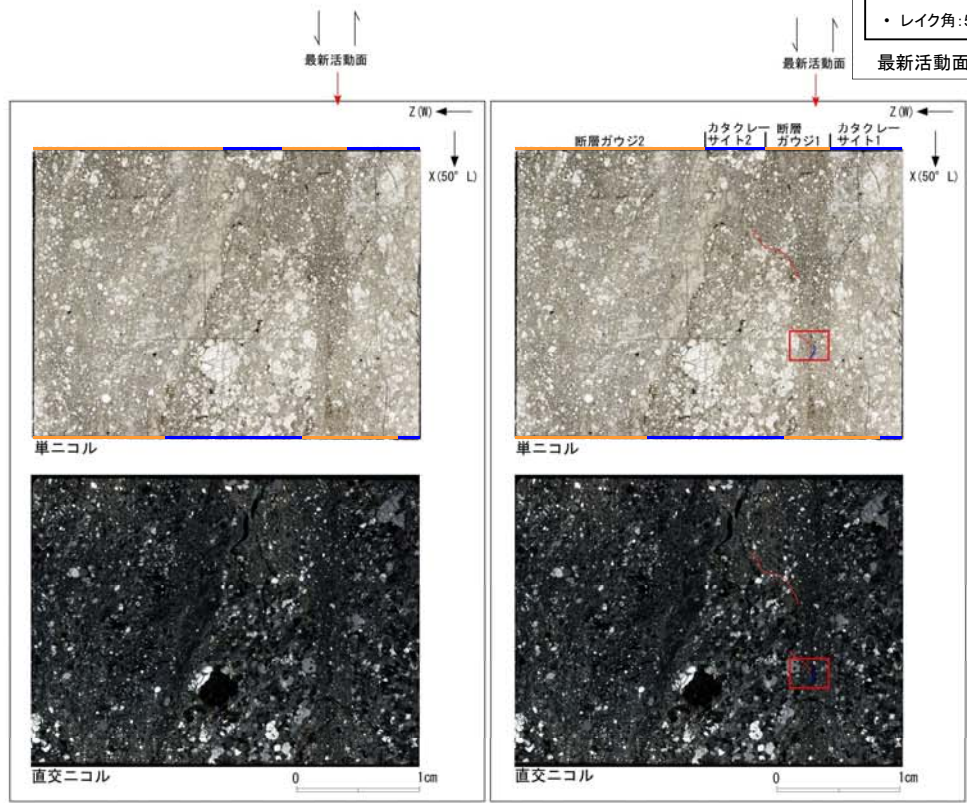 ・ レイク角:5
最新活動面
最新活動面
最新活動面
Z(W)
X(50° L)
単ニコル
直交ニコル
0 1cm
Z(W)
断層ガウジ2
カタクレーサイト2
断層ガウジ1
カタクレーサイト1
X(50° L)
単ニコル
直交ニコル
0 1cm